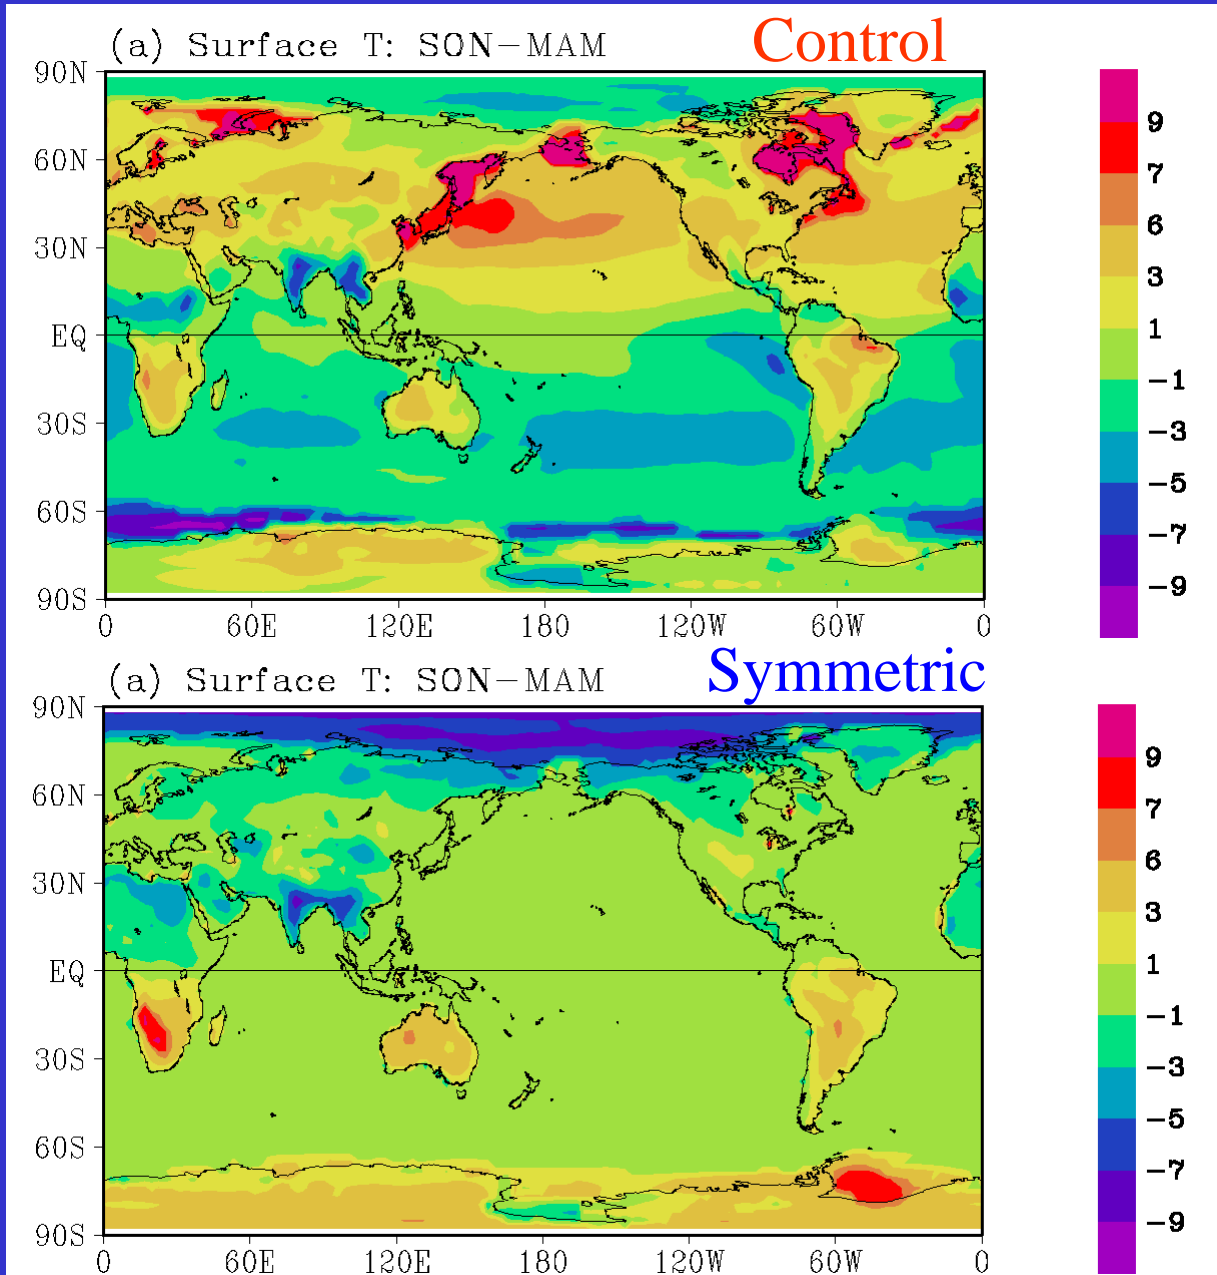 (a) Surface T: SON-MAM
Control
90N
60N
30N
EQ
30S
60S
90S
0 60E 120E 180 120W 60W 0
9
7
6
3
1
-1
-3
-5
-7
-9
(a) Surface T: SON-MAM
Symmetric
90N
60N
30N
EQ
30S
60S
90S
0 60E 120E 180 120W 60W 0
9
7
6
3
1
-1
-3
-5
-7
-9